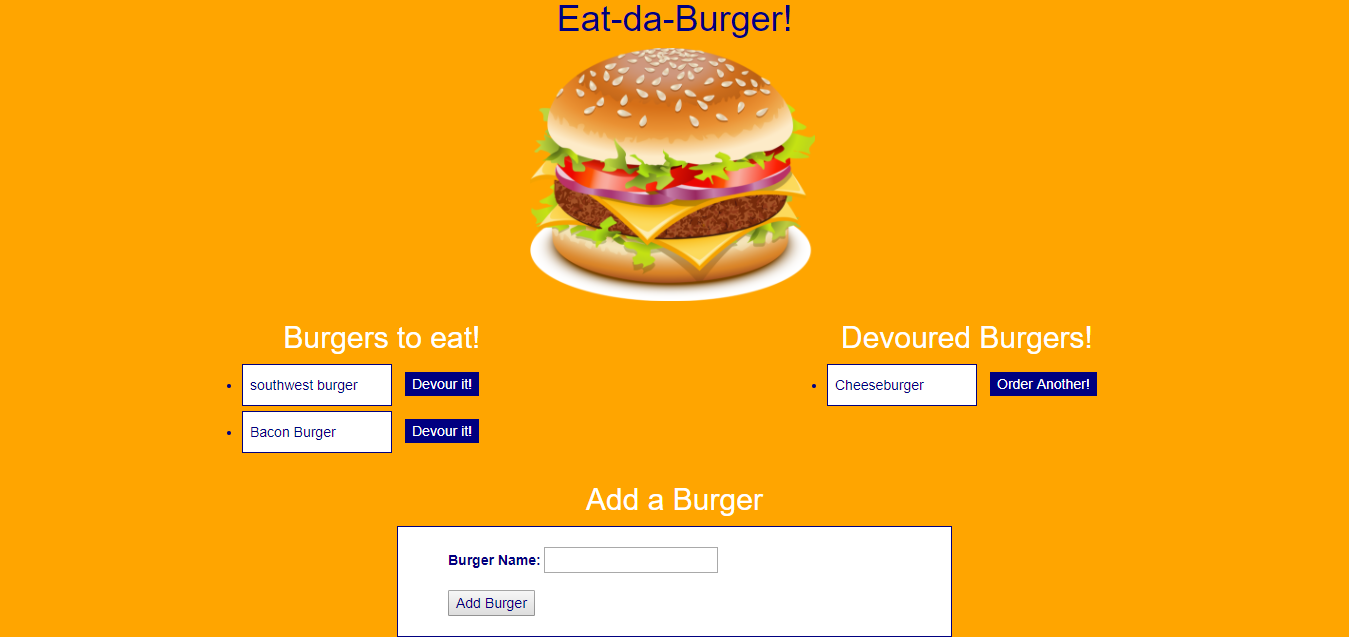 Eat-da-Burger!
Burgers to eat!
southwest burger Devour it!
Bacon Burger Devour it!
Devoured Burgers!
Cheeseburger Order Another!
Add a Burger
Burger Name:
Add Burger